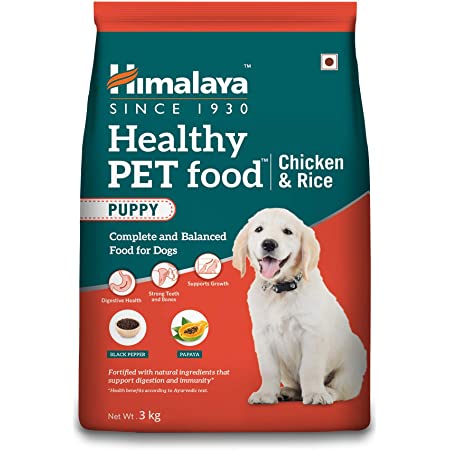 Himalaya™
SINCE 1930
Healthy
PET food™
Chicken
& Rice
PUPPY
Complete and Balanced
Food for Dogs
Digestive Health
Strong Teeth
and Bones
Supports Growth
BLACK PEPPER
PAPAYA
Fortified with natural ingredients that
support digestion and immunity*
*Health benefits according to Ayurvedic text.
Net Wt. 3 kg